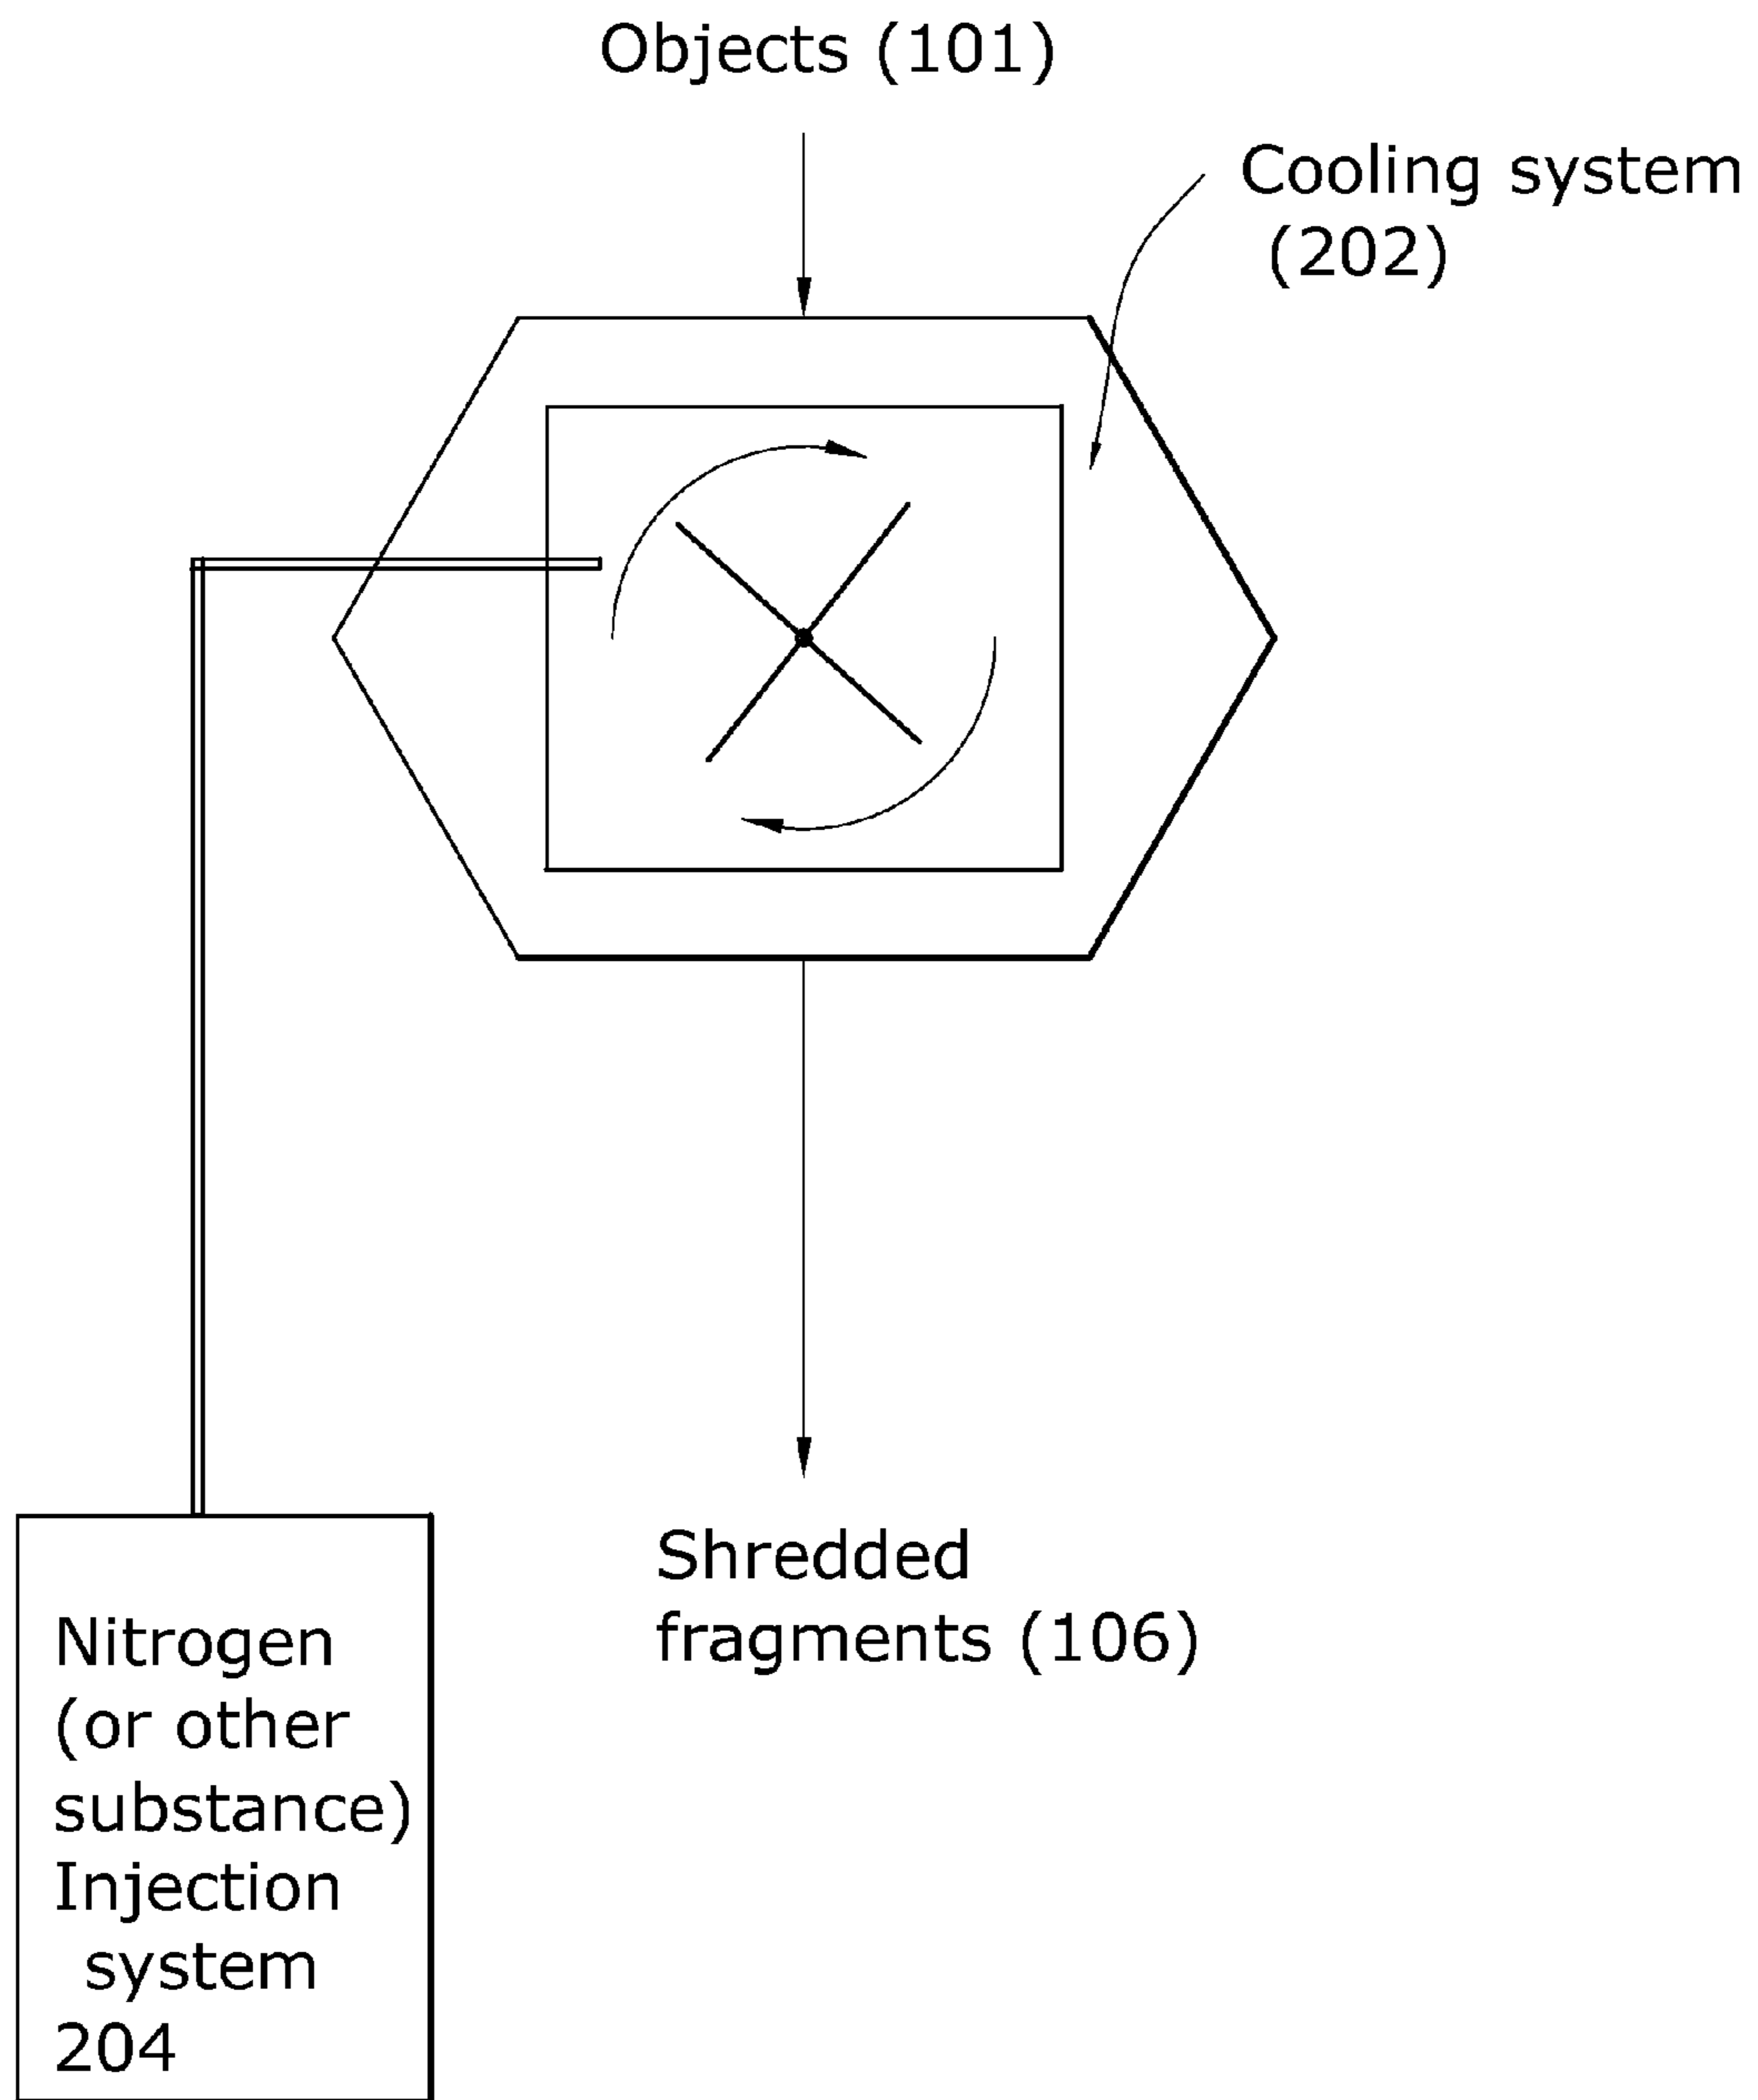 Objects (101)
Cooling system
(202)
Shredded
fragments (106)
Nitrogen
(or other
substance)
Injection
system
204